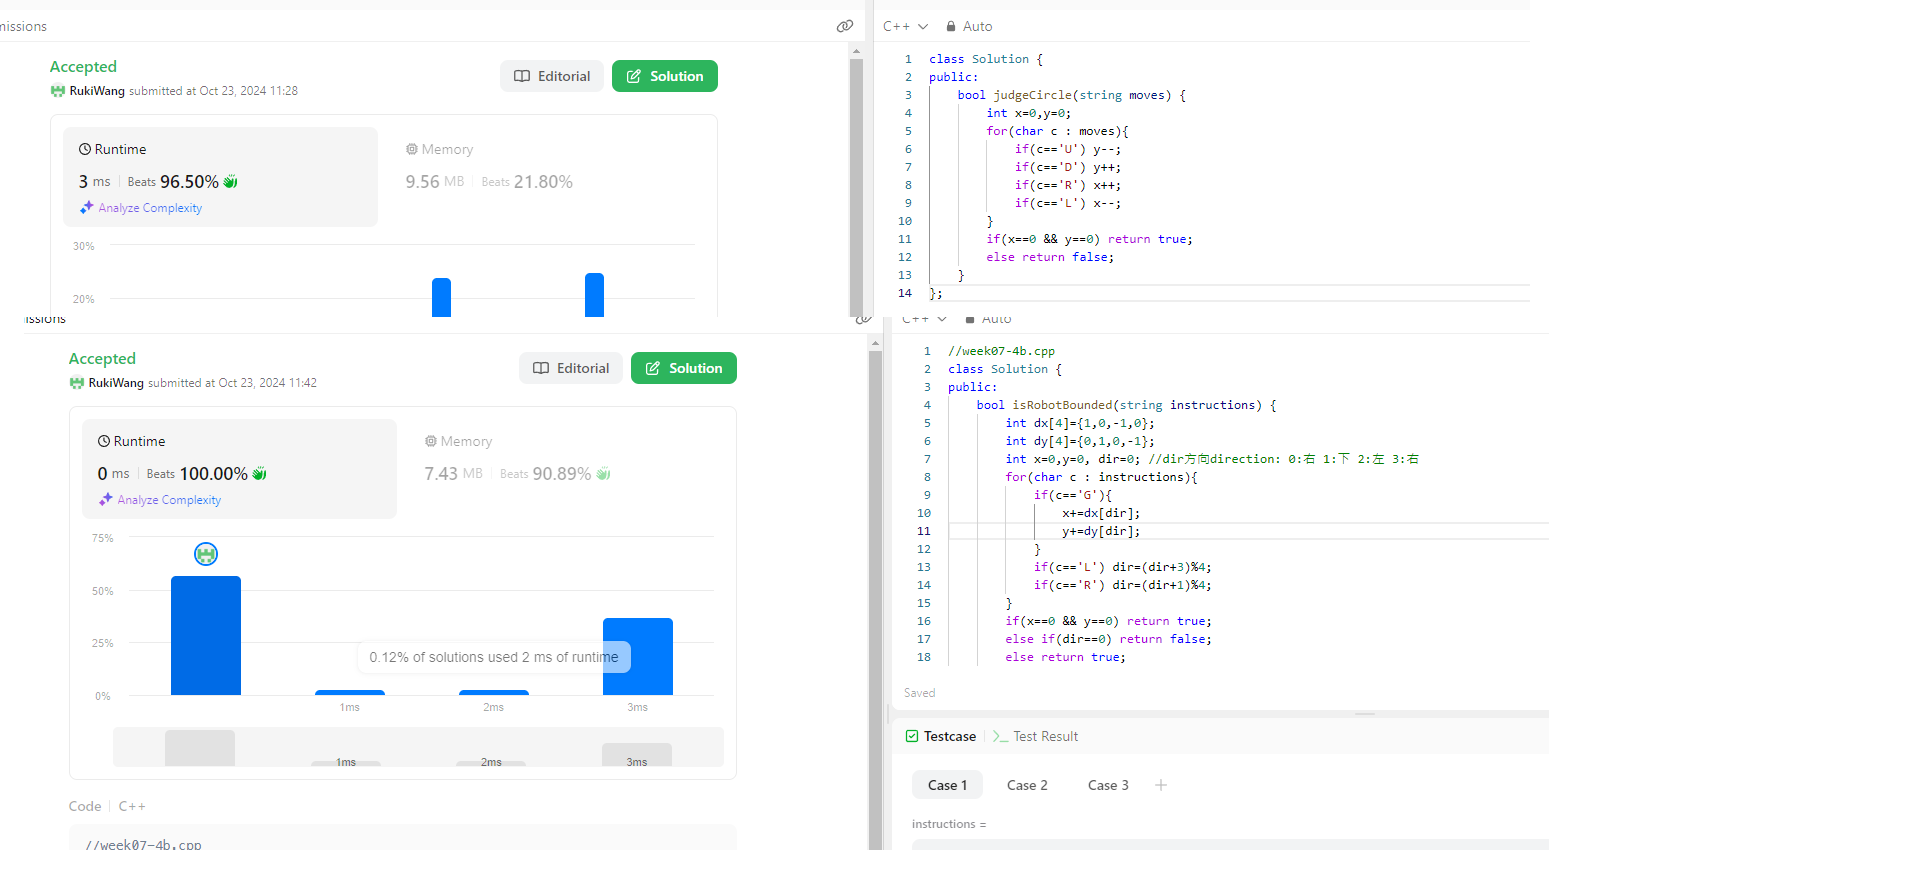 missions
Accepted
RukiWang submitted at Oct 23, 2024 11:28
Editorial
Solution
Runtime
3 ms Beats 96.50%
Analyze Complexity
Memory
9.56 MB Beats 21.80%
30%
20%
C++ Auto
1 class Solution {
2 public:
3 bool judgeCircle(string moves) {
4 int x=0,y=0;
5 for(char c : moves){
6 if(c=='U') y--;
7 if(c=='D') y++;
8 if(c=='R') x++;
9 if(c=='L') x--;
10 }
11 if(x==0 && y==0) return true;
12 else return false;
13 }
14 };
issions
Accepted
RukiWang submitted at Oct 23, 2024 11:42
Editorial
Solution
Runtime
0 ms Beats 100.00%
Analyze Complexity
Memory
7.43 MB Beats 90.89%
75%
50%
25%
0%
0.12% of solutions used 2 ms of runtime
1ms 2ms 3ms
1ms 2ms 3ms
Code C++
//week07-4b.cpp
C++ Auto
1 //week07-4b.cpp
2 class Solution {
3 public:
4 bool isRobotBounded(string instructions) {
5 int dx[4]={1,0,-1,0};
6 int dy[4]={0,1,0,-1};
7 int x=0,y=0, dir=0; //dir方向direction: 0:右 1:下 2:左 3:右
8 for(char c : instructions){
9 if(c=='G'){
10 x+=dx[dir];
11 y+=dy[dir];
12 }
13 if(c=='L') dir=(dir+3)%4;
14 if(c=='R') dir=(dir+1)%4;
15 }
16 if(x==0 && y==0) return true;
17 else if(dir==0) return false;
18 else return true;
Saved
Testcase Test Result
Case 1 Case 2 Case 3 +
instructions =